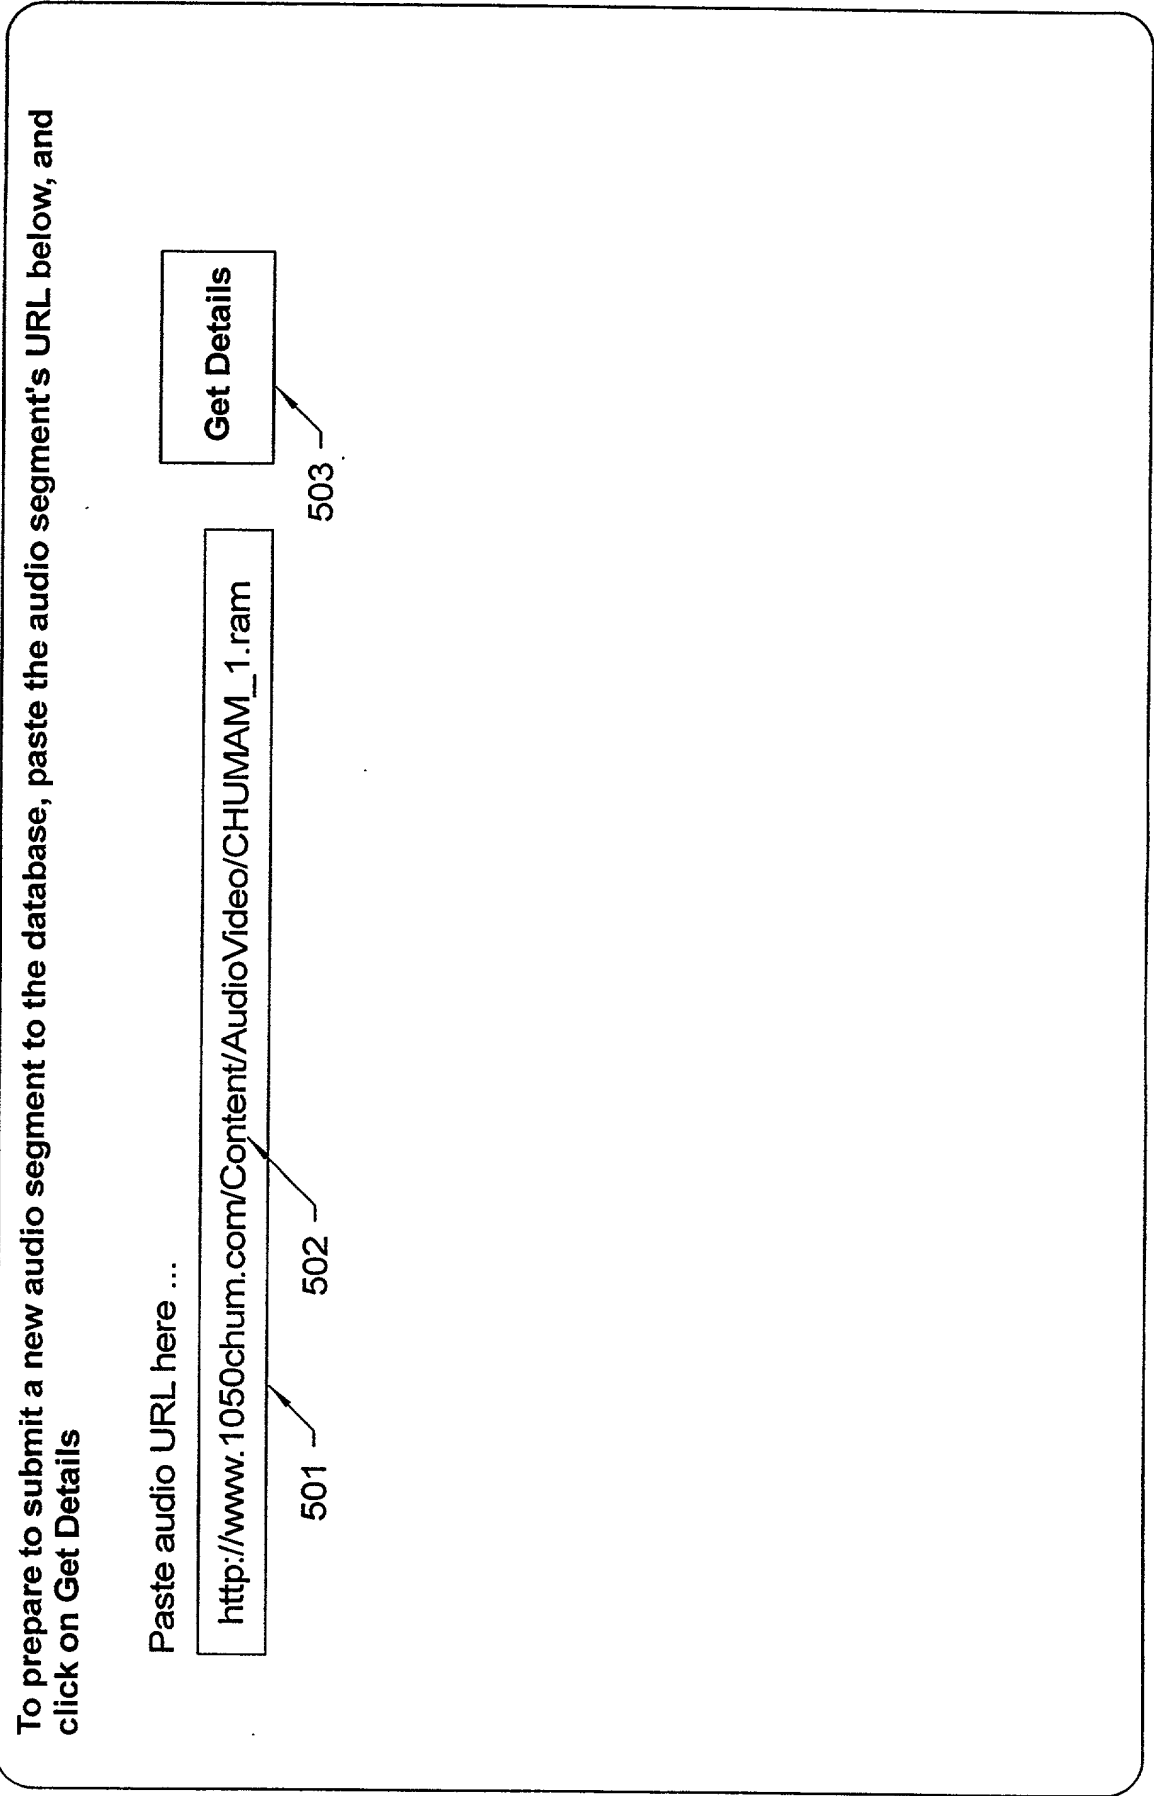 To prepare to submit a new audio segment to the database, paste the audio segment's URL below, and
click on Get Details
Paste audio URL here ...
http://www.1050chum.com/Content/AudioVideo/CHUMAM_1.ram
Get Details
501
502
503